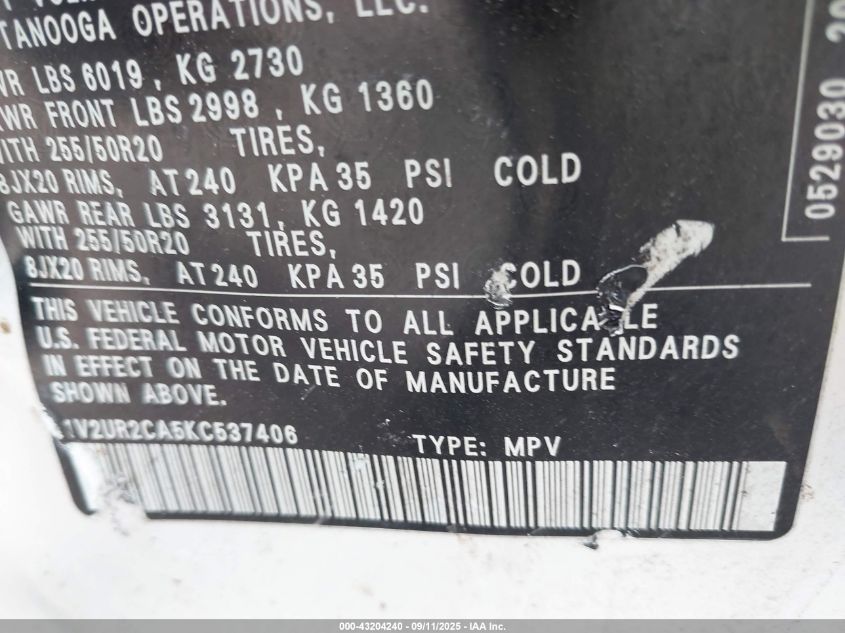 TANOOGA OPERATIONS, LLC.
WR LBS 6019, KG 2730
WR FRONT LBS 2998, KG 1360
WITH 255/50R20 TIRES,
8JX20 RIMS, AT 240 KPA 35 PSI COLD
GAWR REAR LBS 3131, KG 1420
WITH 255/50R20 TIRES,
8JX20 RIMS, AT 240 KPA 35 PSI COLD
THIS VEHICLE CONFORMS TO ALL APPLICABLE
U.S. FEDERAL MOTOR VEHICLE SAFETY STANDARDS
IN EFFECT ON THE DATE OF MANUFACTURE
SHOWN ABOVE.
1V2UR2CA5KC537406 TYPE: MPV
0529030
000-43204240 - 09/11/2025 - IAA Inc.